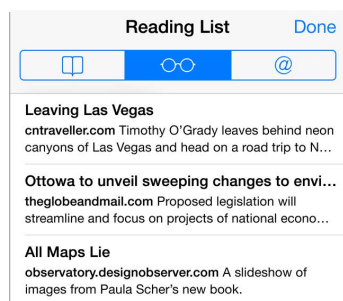 Reading List Done
@
Leaving Las Vegas
cntraveller.com Timothy O'Grady leaves behind neon
canyons of Las Vegas and head on a road trip to N...
Ottowa to unveil sweeping changes to envi...
theglobeandmail.com Proposed legislation will
streamline and focus on projects of national econo...
All Maps Lie
observatory.designobserver.com A slideshow of
images from Paula Scher's new book.